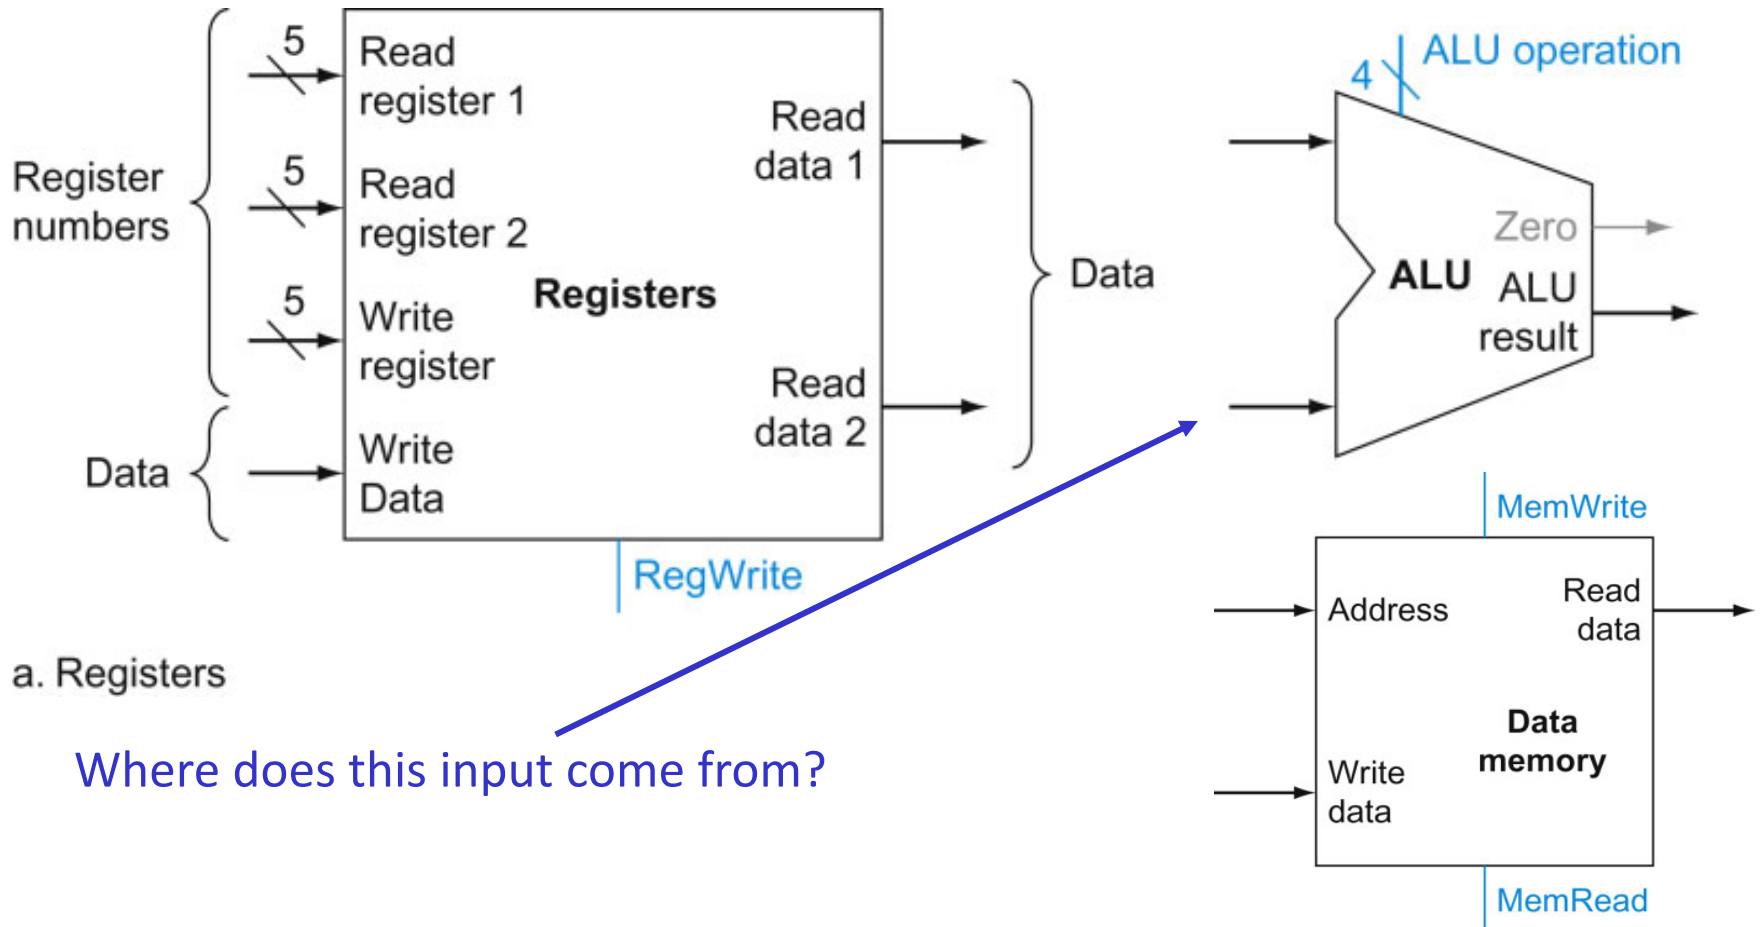 Register
numbers
5
Read
register 1
5
Read
register 2
5
Write
register
Data
Write
Data
Registers
Read
data 1
Read
data 2
RegWrite
Data
4
ALU operation
Zero
ALU
ALU
result
a. Registers
Where does this input come from?
MemWrite
Address
Read
data
Data
memory
Write
data
MemRead